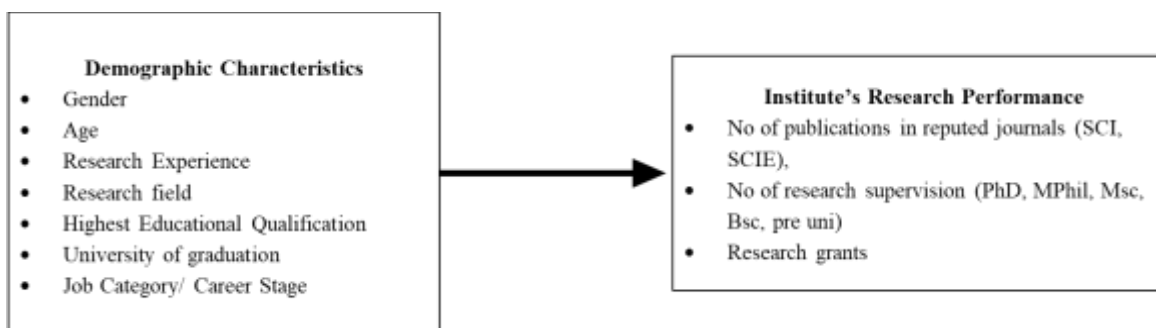 Demographic Characteristics
• Gender
• Age
• Research Experience
• Research field
• Highest Educational Qualification
• University of graduation
• Job Category/ Career Stage
Institute's Research Performance
• No of publications in reputed journals (SCI,
SCIE),
• No of research supervision (PhD, MPhil, Msc,
Bsc, pre uni)
• Research grants